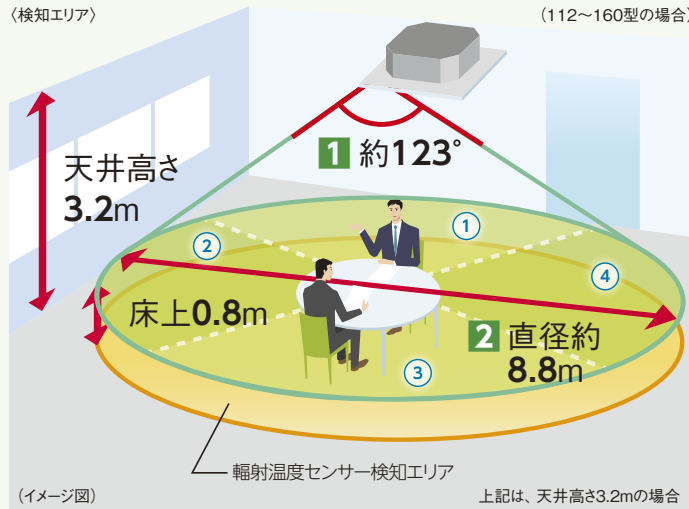 〈検知エリア〉
(112〜160型の場合)
1 約123°
天井高さ
3.2m
1
2
4
床上0.8m
2 直径約
8.8m
3
輻射温度センサー検知エリア
(イメージ図)
上記は、天井高さ3.2mの場合